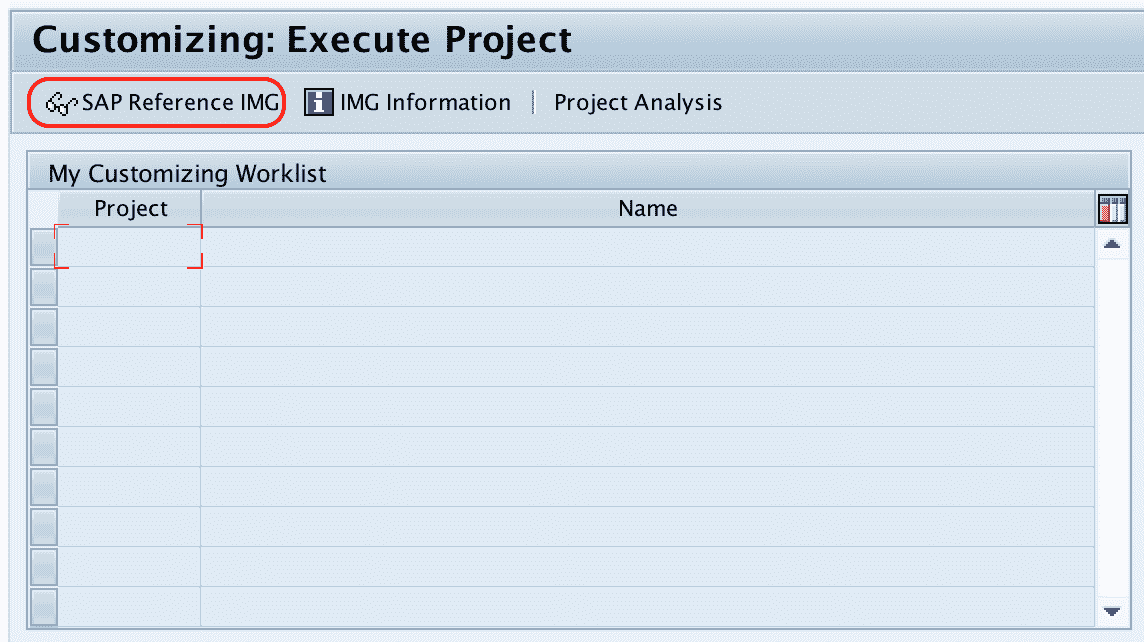 Customizing: Execute Project
SAP Reference IMG IMG Information Project Analysis
My Customizing Worklist
Project Name